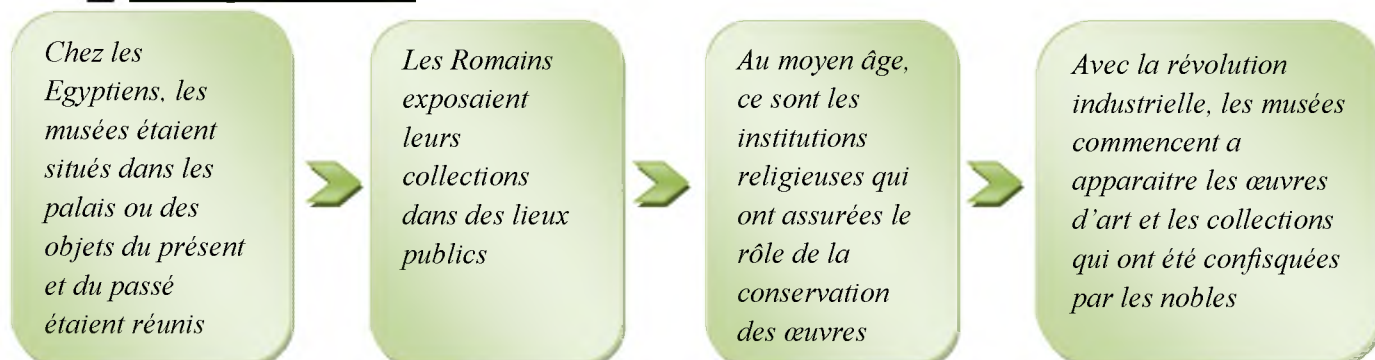 Chez les
Egyptiens, les
musées étaient
situés dans les
palais ou des
objets du présent
et du passé
étaient réunis
Les Romains
exposaient
leurs
collections
dans des lieux
publics
Au moyen âge,
ce sont les
institutions
religieuses qui
ont assurées le
rôle de la
conservation
des œuvres
Avec la révolution
industrielle, les musées
commencent a
apparaitre les œuvres
d'art et les collections
qui ont été confisquées
par les nobles